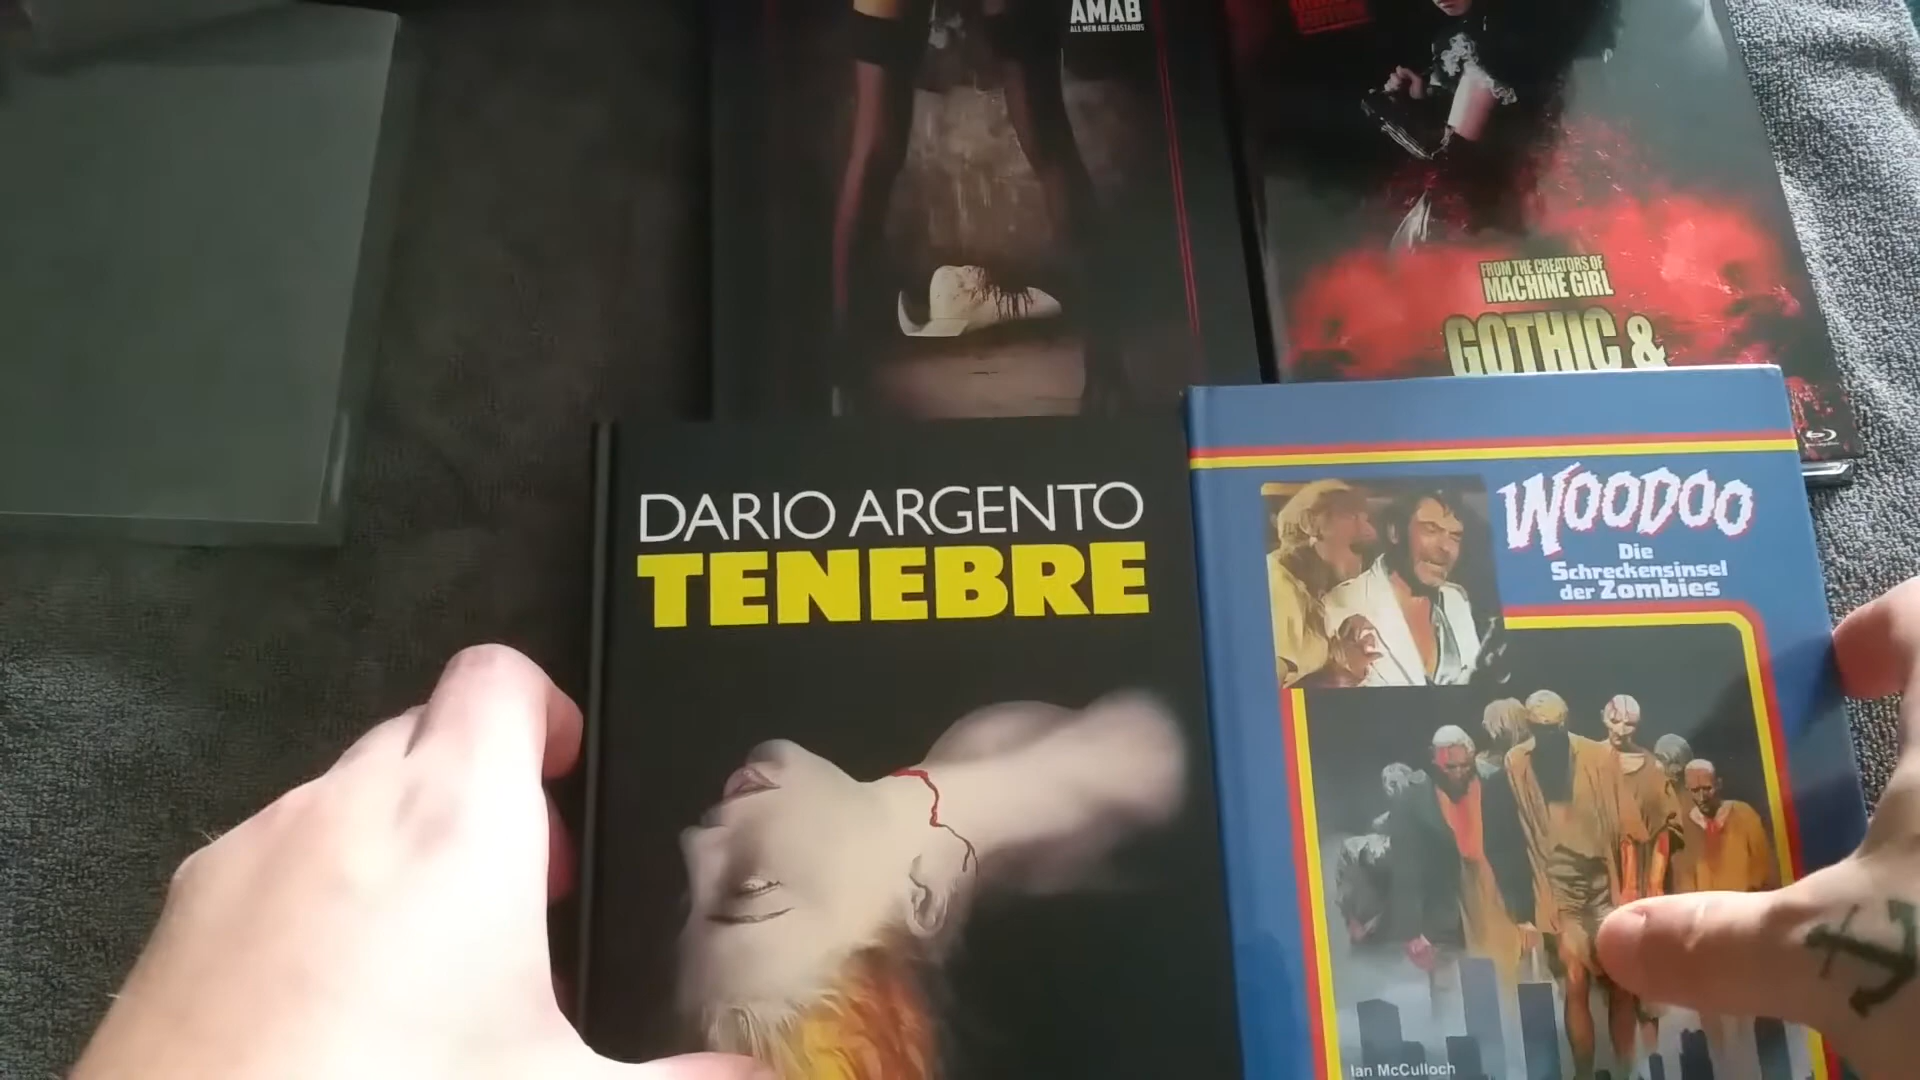 AMAB
ALL MEN ARE BASTARDS
FROM THE CREATORS OF
MACHINE GIRL
GOTHIC &
DARIO ARGENTO
TENEBRE
WOODOO
Die
Schreckensinsel
der Zombies
Ian McCulloch